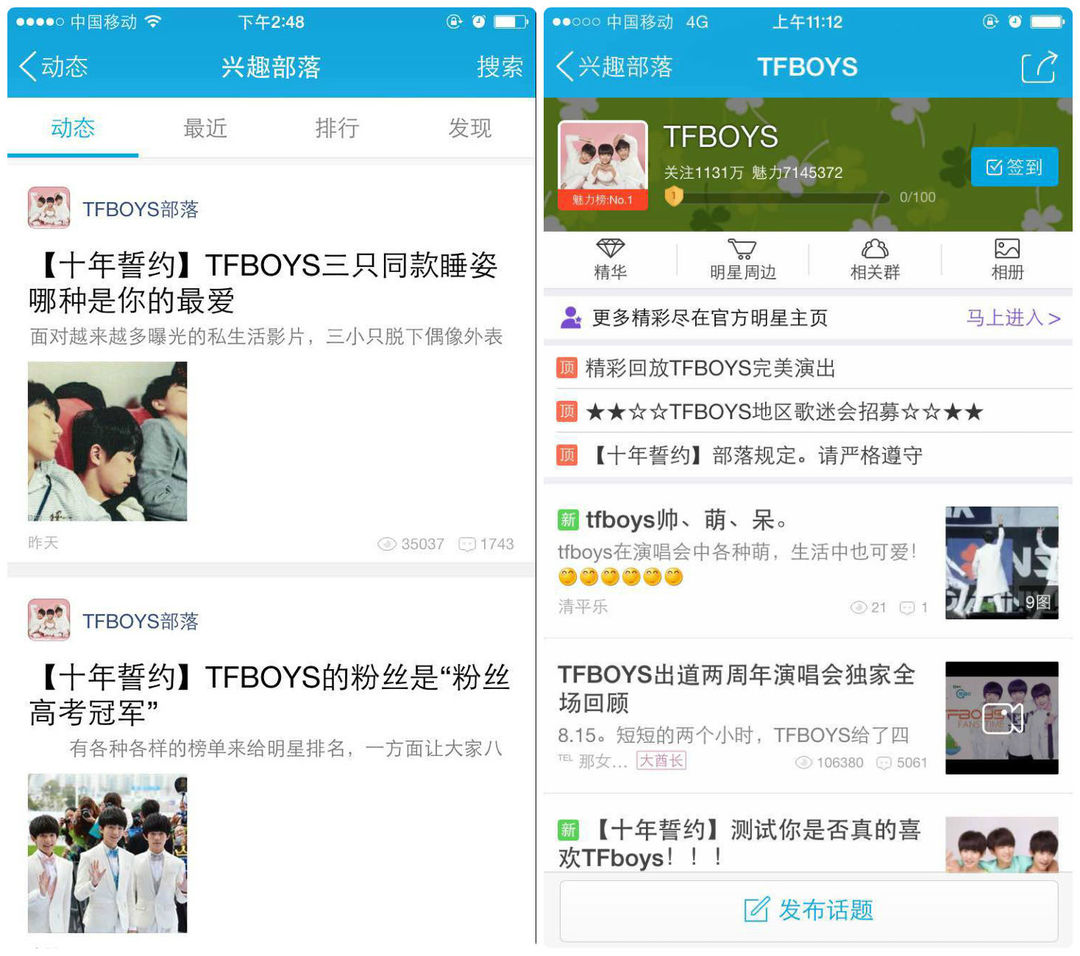 中国移动
下午2:48
动态
兴趣部落
搜索
动态
最近
排行
发现
TFBOYS部落
【十年誓约】TFBOYS三只同款睡姿
哪种是你的最爱
面对越来越多曝光的私生活影片，三小只脱下偶像外表
昨天
35037
1743
TFBOYS部落
【十年誓约】TFBOYS的粉丝是“粉丝
高考冠军”
有各种各样的榜单来给明星排名，一方面让大家八
中国移动 4G
上午11:12
兴趣部落
TFBOYS
TFBOYS
关注1131万 魅力7145372
签到
魅力榜:No.1
1
0/100
精华
明星周边
相关群
相册
更多精彩尽在官方明星主页
马上进入>
顶 精彩回放TFBOYS完美演出
顶 ★★☆☆TFBOYS地区歌迷会招募☆☆★★
顶 【十年誓约】部落规定。请严格遵守
新 tfboys帅、萌、呆。
tfboys在演唱会中各种萌，生活中也可爱！
清平乐
21
1
9图
TFBOYS出道两周年演唱会独家全
场回顾
8.15。短短的两个小时，TFBOYS给了四
TEL 那女... 大酋长
106380
5061
FANS TIME
新 【十年誓约】测试你是否真的喜
欢TFboys！！！
发布话题